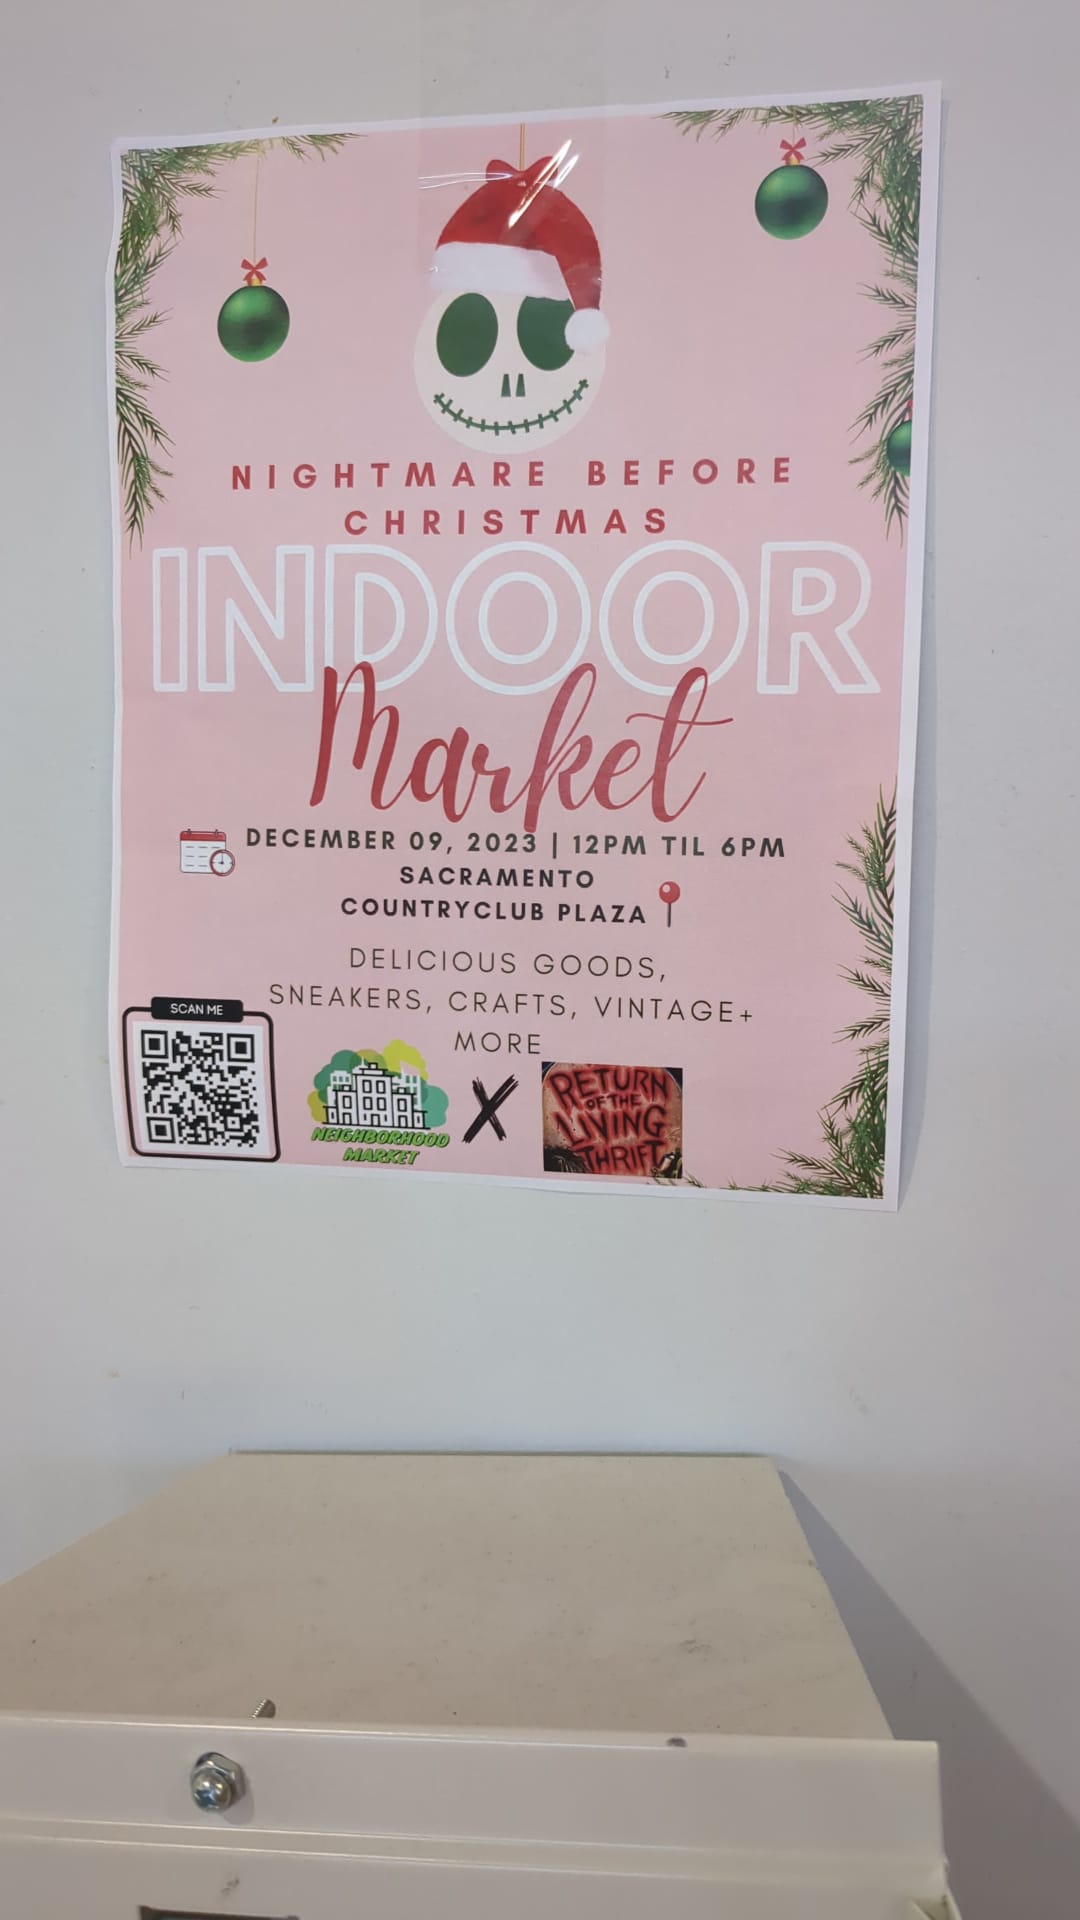 NIGHTMARE BEFORE
CHRISTMAS
INDOOR
Market
DECEMBER 09, 2023 | 12PM TIL 6PM
SACRAMENTO
COUNTRYCLUB PLAZA
DELICIOUS GOODS,
SNEAKERS, CRAFTS, VINTAGE+
MORE
SCAN ME
NEIGHBORHOOD
MARKET
X
RETURN
OF THE
LIVING
THRIFT